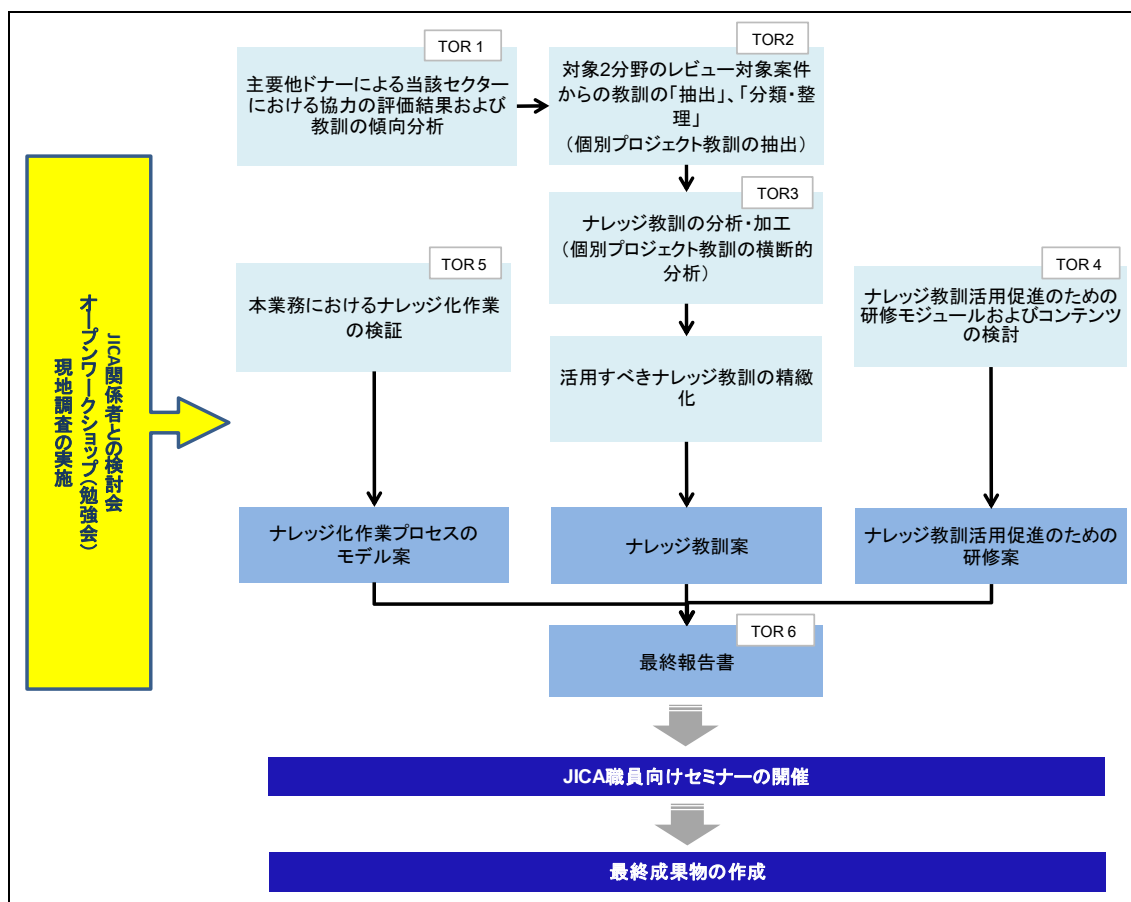 TOR 1
主要他ドナーによる当該セクター
における協力の評価結果および
教訓の傾向分析
TOR2
対象2分野のレビュー対象案件
からの教訓の「抽出」、「分類・整
理」
（個別プロジェクト教訓の抽出）
TOR3
ナレッジ教訓の分析・加工
（個別プロジェクト教訓の横断的
分析）
TOR 5
本業務におけるナレッジ化作業
の検証
TOR 4
ナレッジ教訓活用促進のための
研修モジュールおよびコンテンツ
の検討
JICA関係者との検討会
オープンワークショップ（勉強会）
現地調査の実施
活用すべきナレッジ教訓の精緻
化
ナレッジ化作業プロセスの
モデル案
ナレッジ教訓案
ナレッジ教訓活用促進のための
研修案
TOR 6
最終報告書
JICA職員向けセミナーの開催
最終成果物の作成